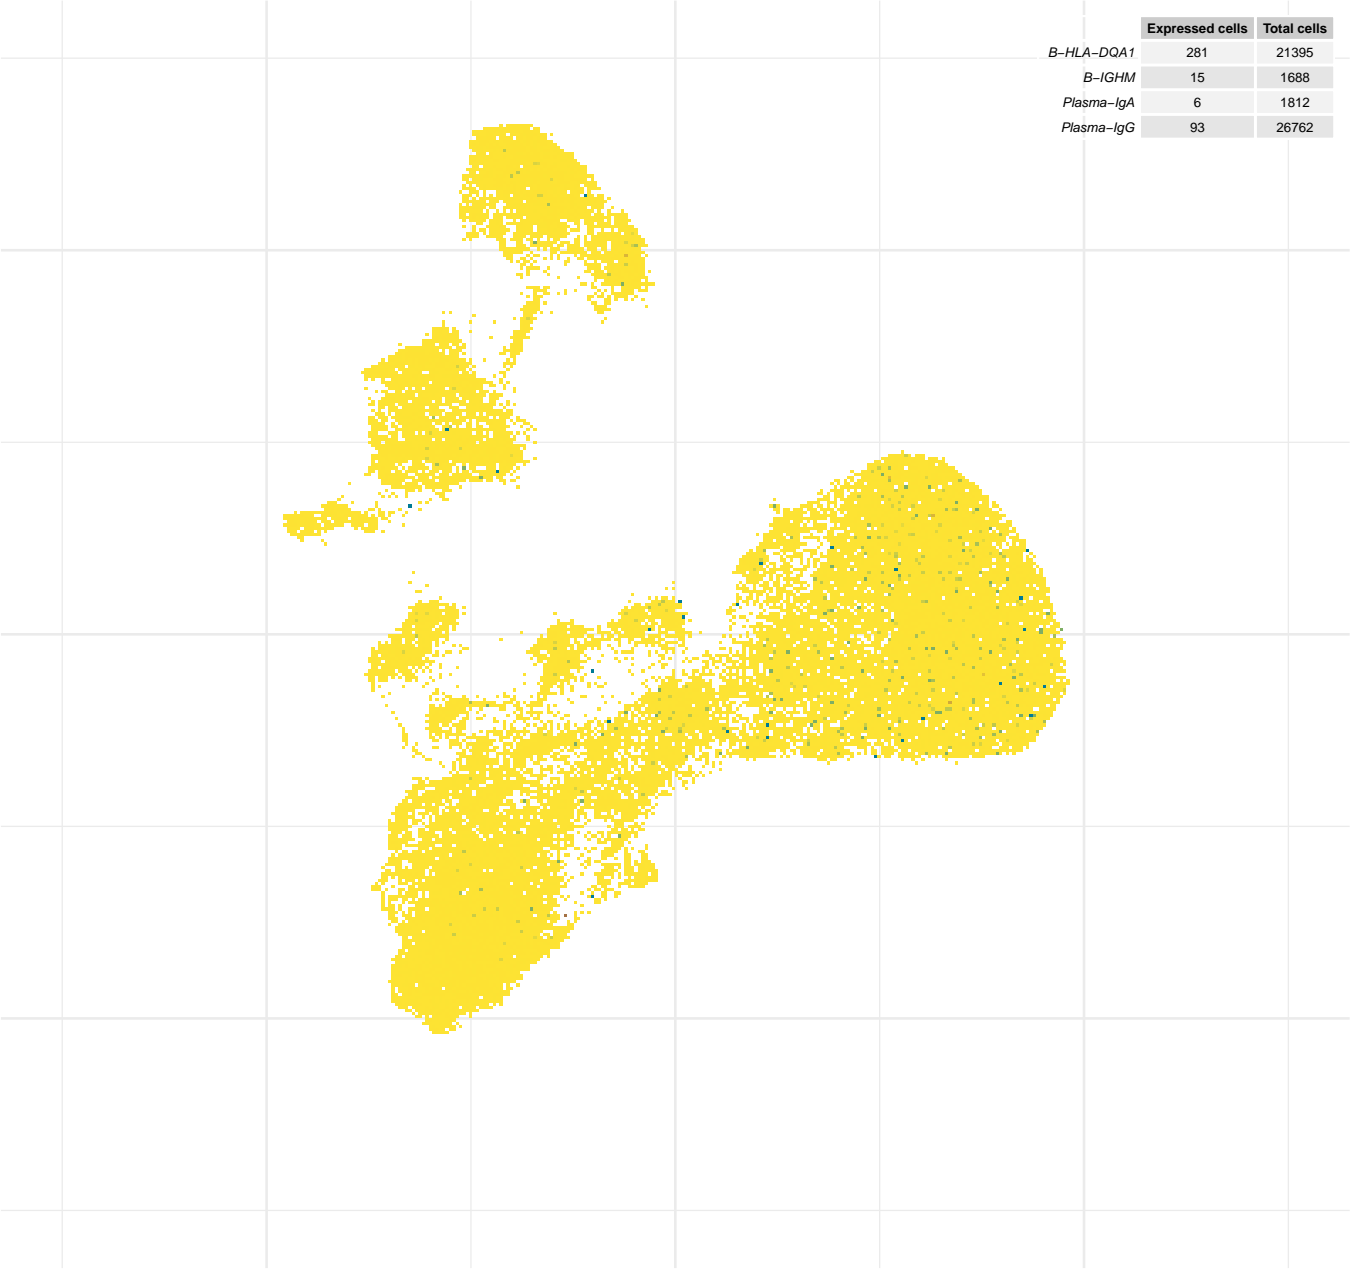 Expressed cells Total cells
B−HLA−DQA1 281 21395
B−IGHM 15 1688
Plasma−IgA 6 1812
Plasma−IgG 93 26762